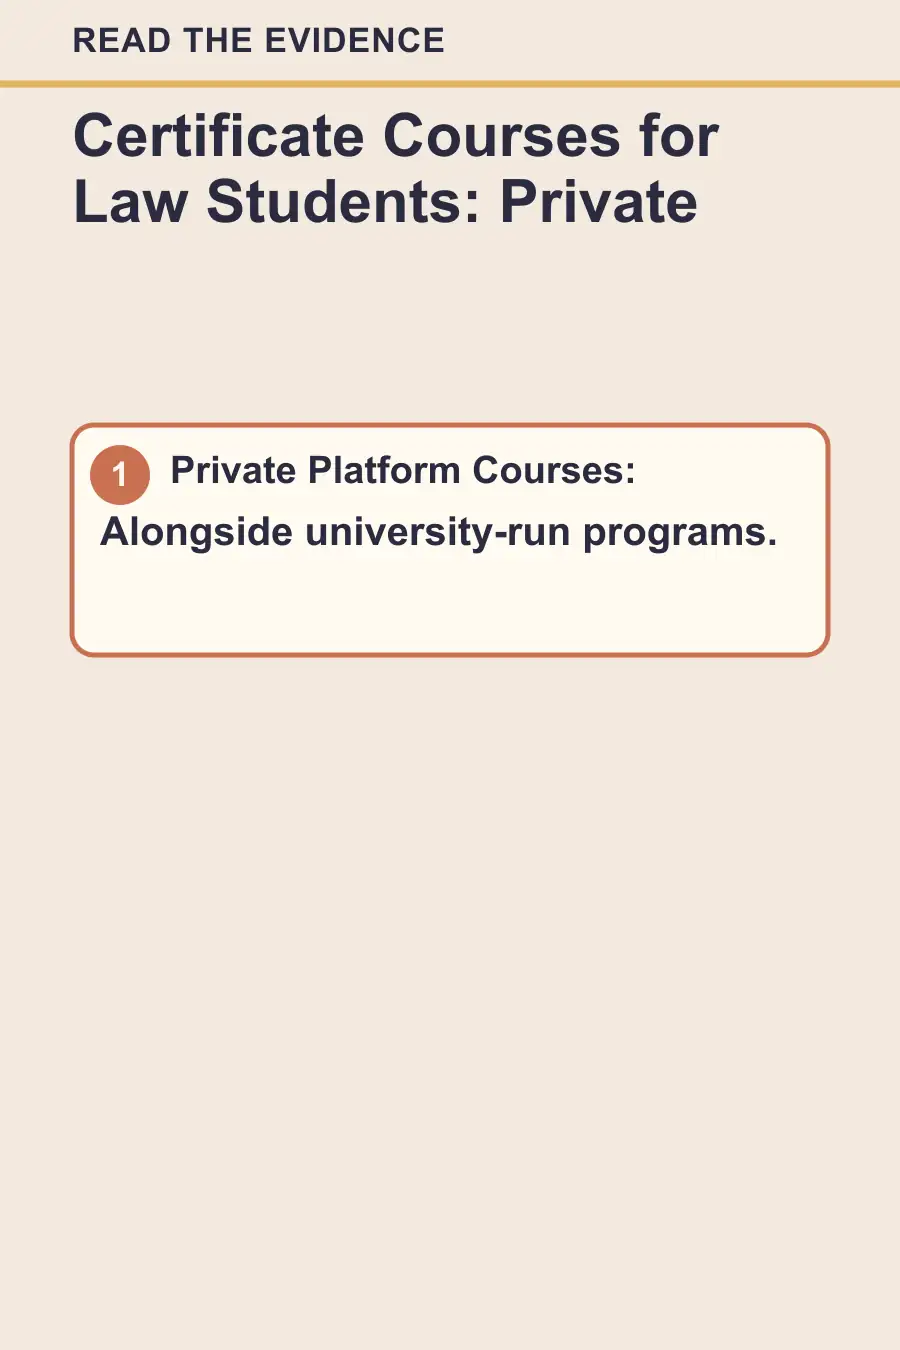 READ THE EVIDENCE
Certificate Courses for
Law Students: Private
1 Private Platform Courses:
Alongside university-run programs.